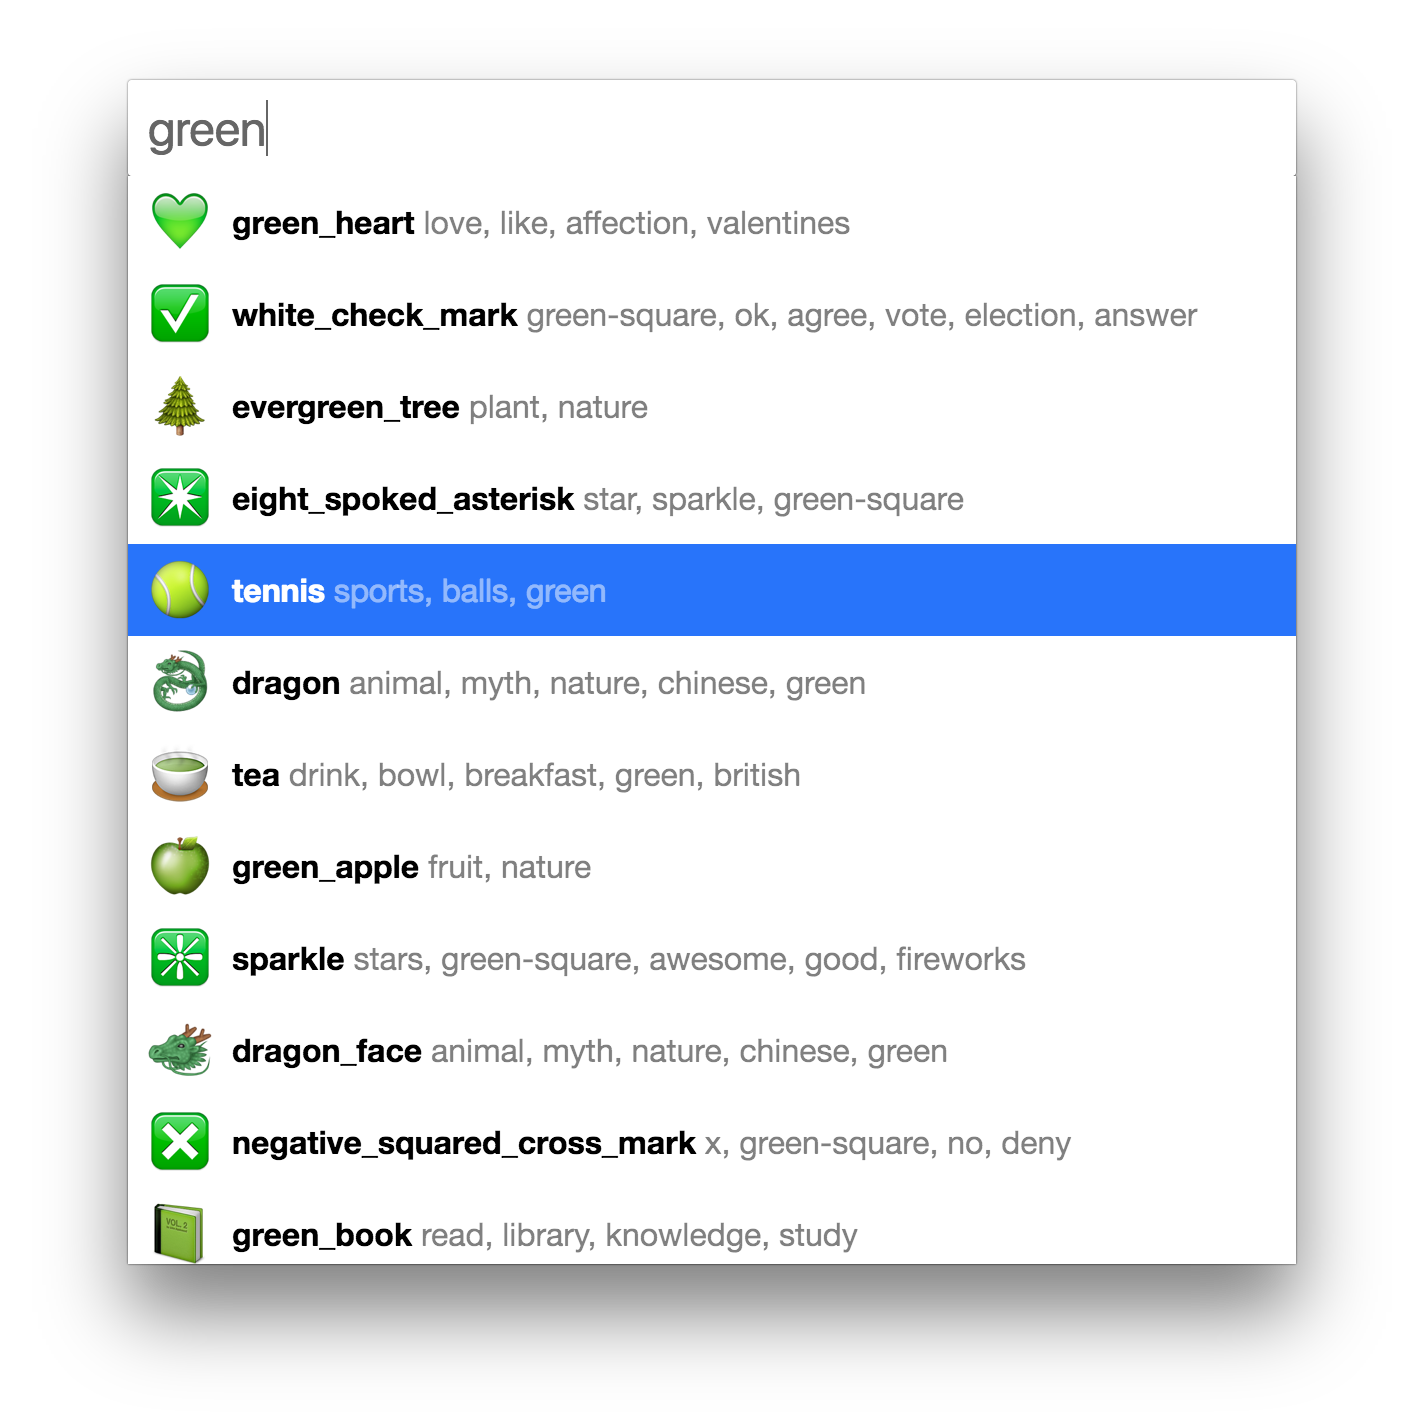 green
green_heart love, like, affection, valentines
white_check_mark green-square, ok, agree, vote, election, answer
evergreen_tree plant, nature
eight_spoked_asterisk star, sparkle, green-square
tennis sports, balls, green
dragon animal, myth, nature, chinese, green
tea drink, bowl, breakfast, green, british
green_apple fruit, nature
sparkle stars, green-square, awesome, good, fireworks
dragon_face animal, myth, nature, chinese, green
negative_squared_cross_mark x, green-square, no, deny
VOL. 2
green_book read, library, knowledge, study